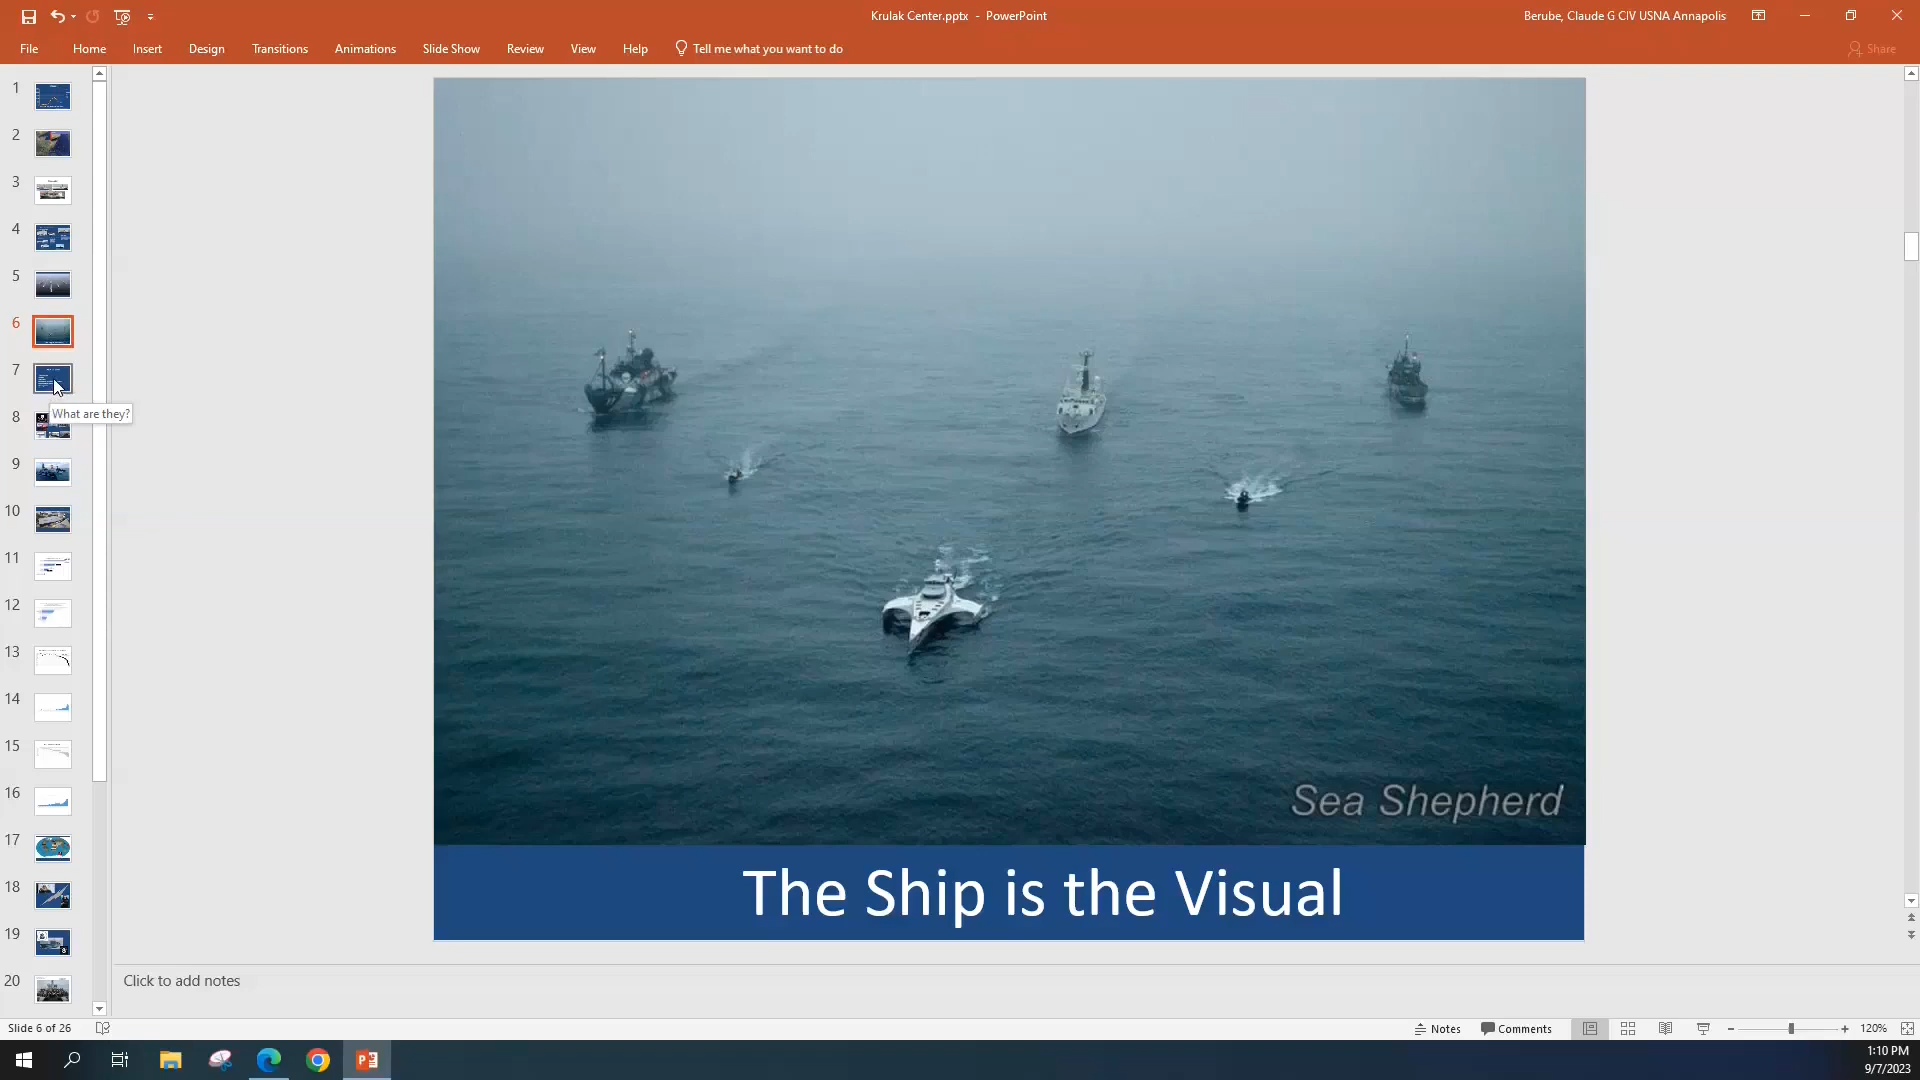 Krulak Center.pptx - PowerPoint
Berube, Claude G CIV USNA Annapolis
File Home Insert Design Transitions Animations Slide Show Review View Help Tell me what you want to do Share
1
2
3
4
5
6
7
What are they?
8
9
10
11
12
13
14
15
16
17
18
19
20
Sea Shepherd
The Ship is the Visual
Click to add notes
Slide 6 of 26 Notes Comments 120%
1:10 PM
9/7/2023